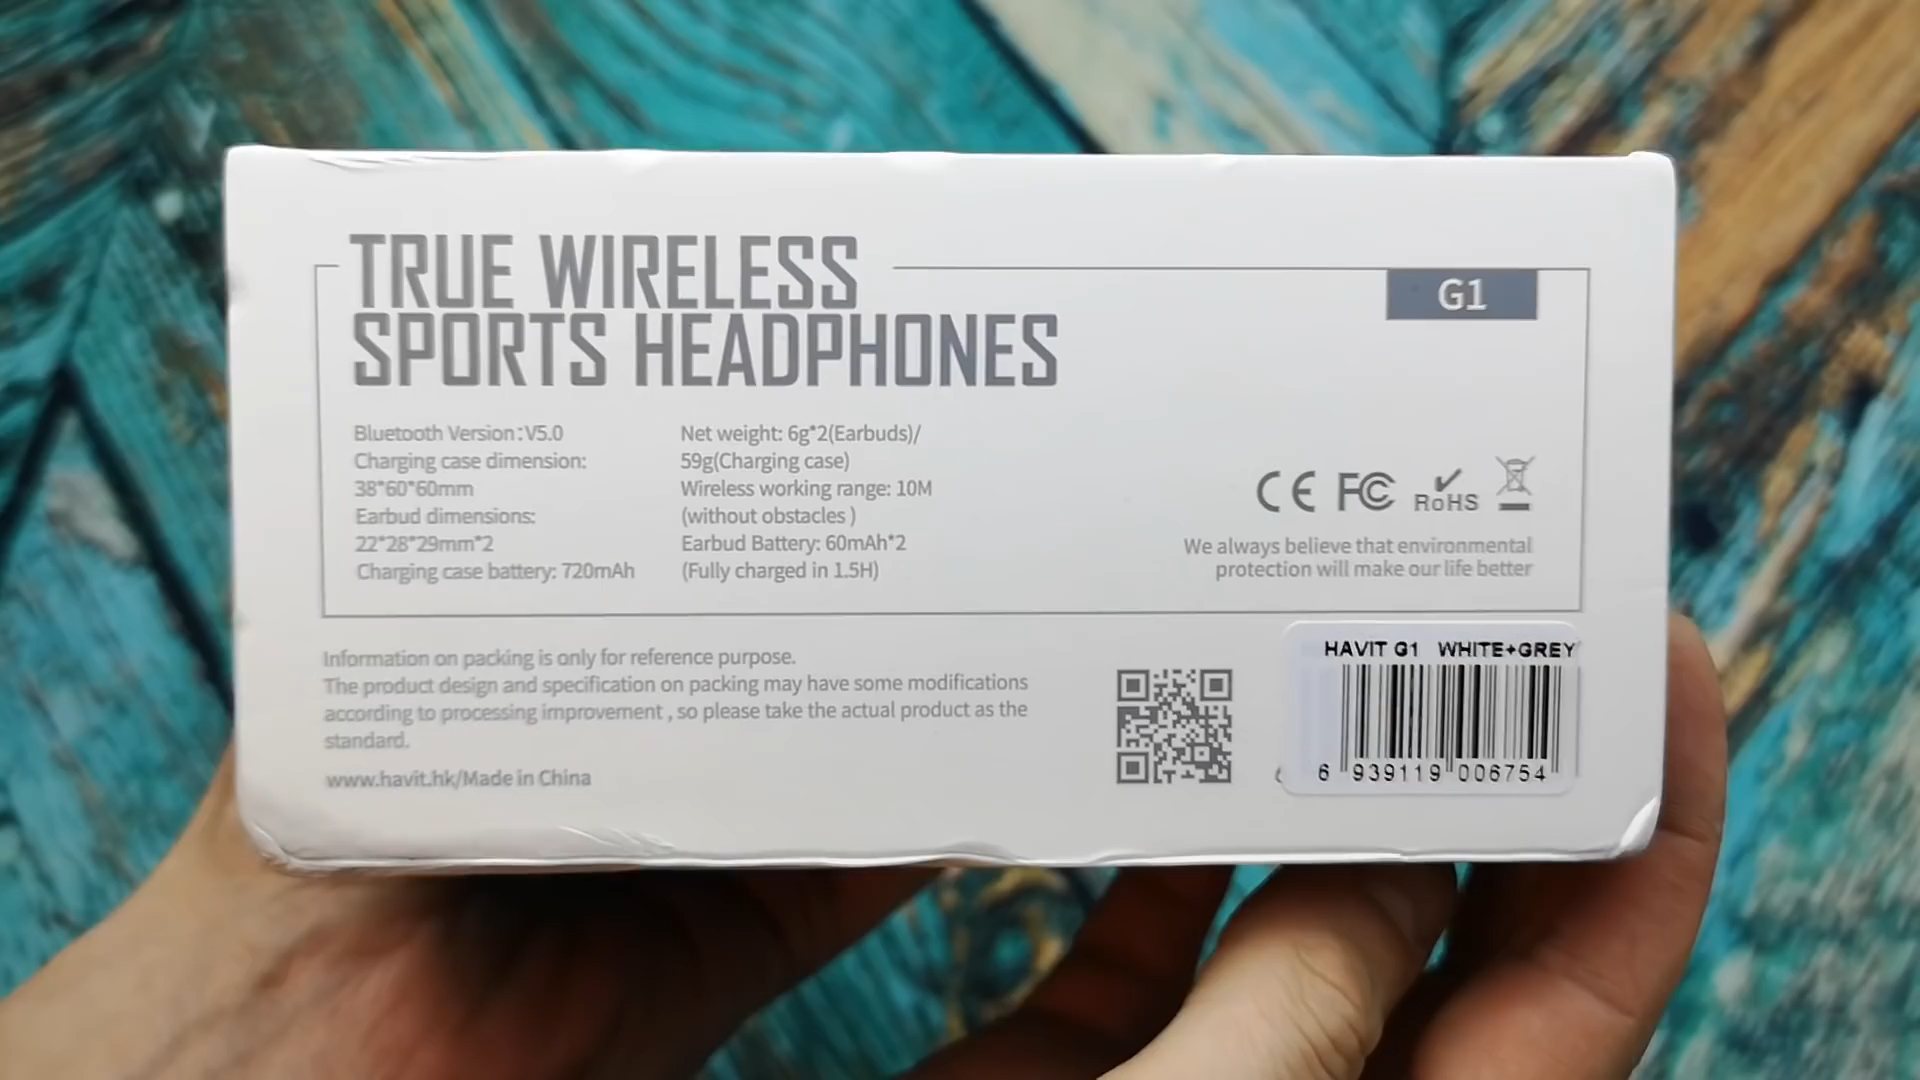 TRUE WIRELESS
SPORTS HEADPHONES
G1
Bluetooth Version:V5.0
Charging case dimension:
38*60*60mm
Earbud dimensions:
22*28*29mm*2
Charging case battery: 720mAh
Net weight: 6g*2(Earbuds)/
59g(Charging case)
Wireless working range: 10M
(without obstacles )
Earbud Battery: 60mAh*2
(Fully charged in 1.5H)
CE FC RoHS
We always believe that environmental
protection will make our life better
Information on packing is only for reference purpose.
The product design and specification on packing may have some modifications
according to processing improvement , so please take the actual product as the
standard.
www.havit.hk/Made in China
HAVIT G1 WHITE+GREY
6 939119 006754